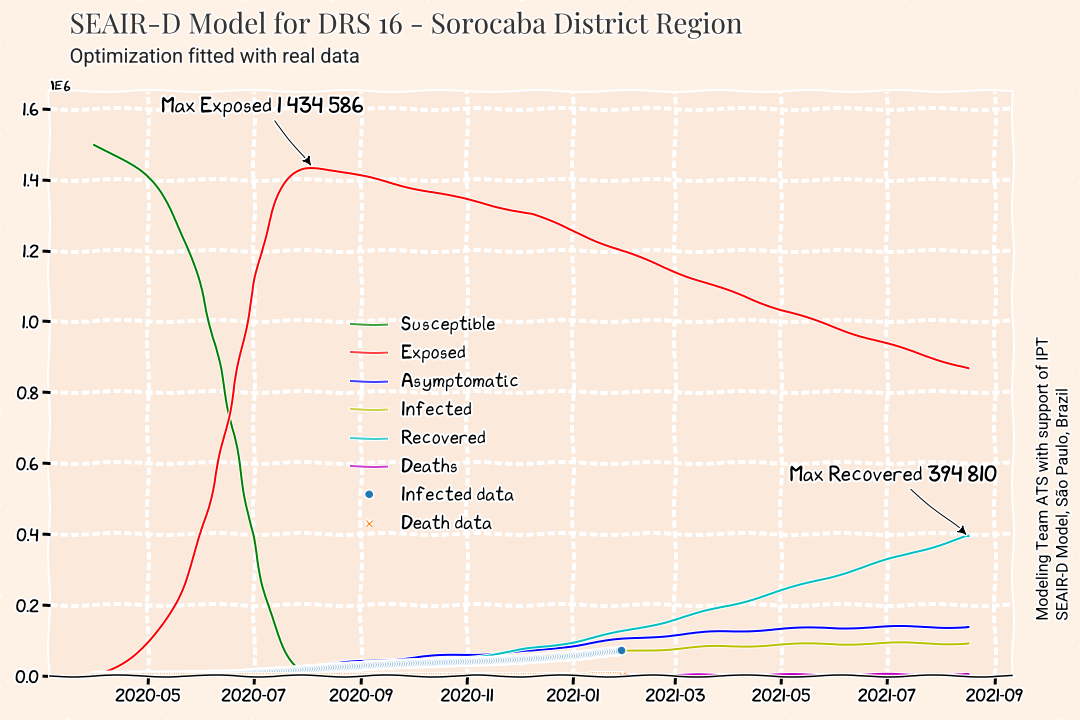 SEAIR-D Model for DRS 16 - Sorocaba District Region
Optimization fitted with real data
1E6
Max Exposed 1 434 586
1.6
1.4
1.2
1.0
0.8
0.6
0.4
0.2
0.0
Susceptible
Exposed
Asymptomatic
Infected
Recovered
Deaths
Infected data
Death data
Max Recovered 394 810
2020-05
2020-07
2020-09
2020-11
2021-01
2021-03
2021-05
2021-07
2021-09
Modeling Team ATS with support of IPT
SEAIR-D Model, São Paulo, Brazil